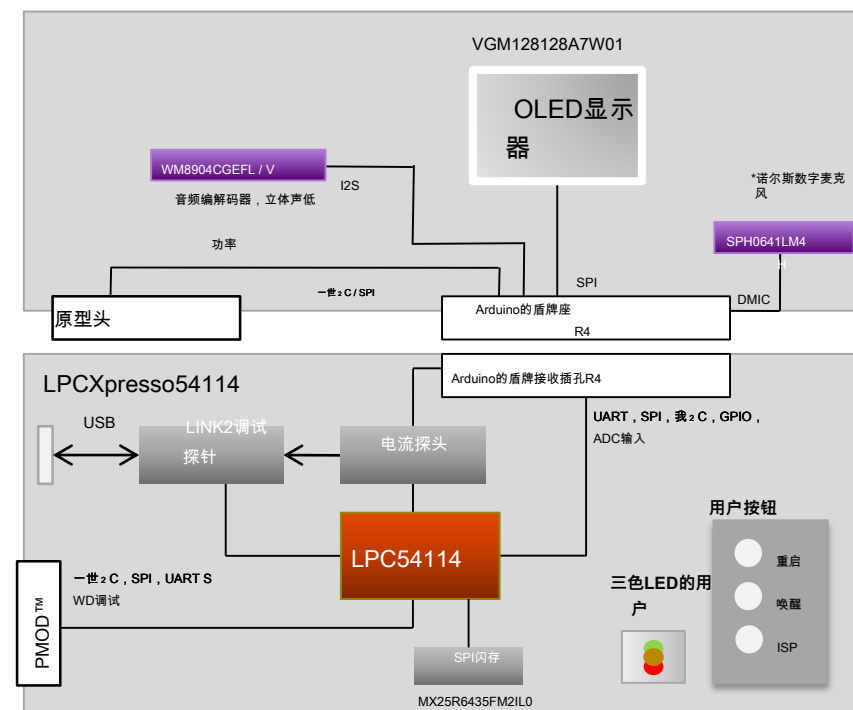 VGM128128A7W01
OLED显示
器
WM8904CGEFL / V
I2S
音频编解码器，立体声低
*诺尔斯数字麦克
风
SPH0641LM4
H
功率
一世₂ C / SPI
SPI
DMIC
原型头
Arduino的盾牌座
R4
LPCXpresso54114
Arduino的盾牌接收插孔R4
USB
LINK2调试
探针
电流探头
UART，SPI，我₂ C，GPIO，
ADC输入
LPC54114
用户按钮
重启
唤醒
ISP
三色LED的用
户
PMOD™
一世₂ C，SPI，UART S
WD调试
SPI闪存
MX25R6435FM2IL0